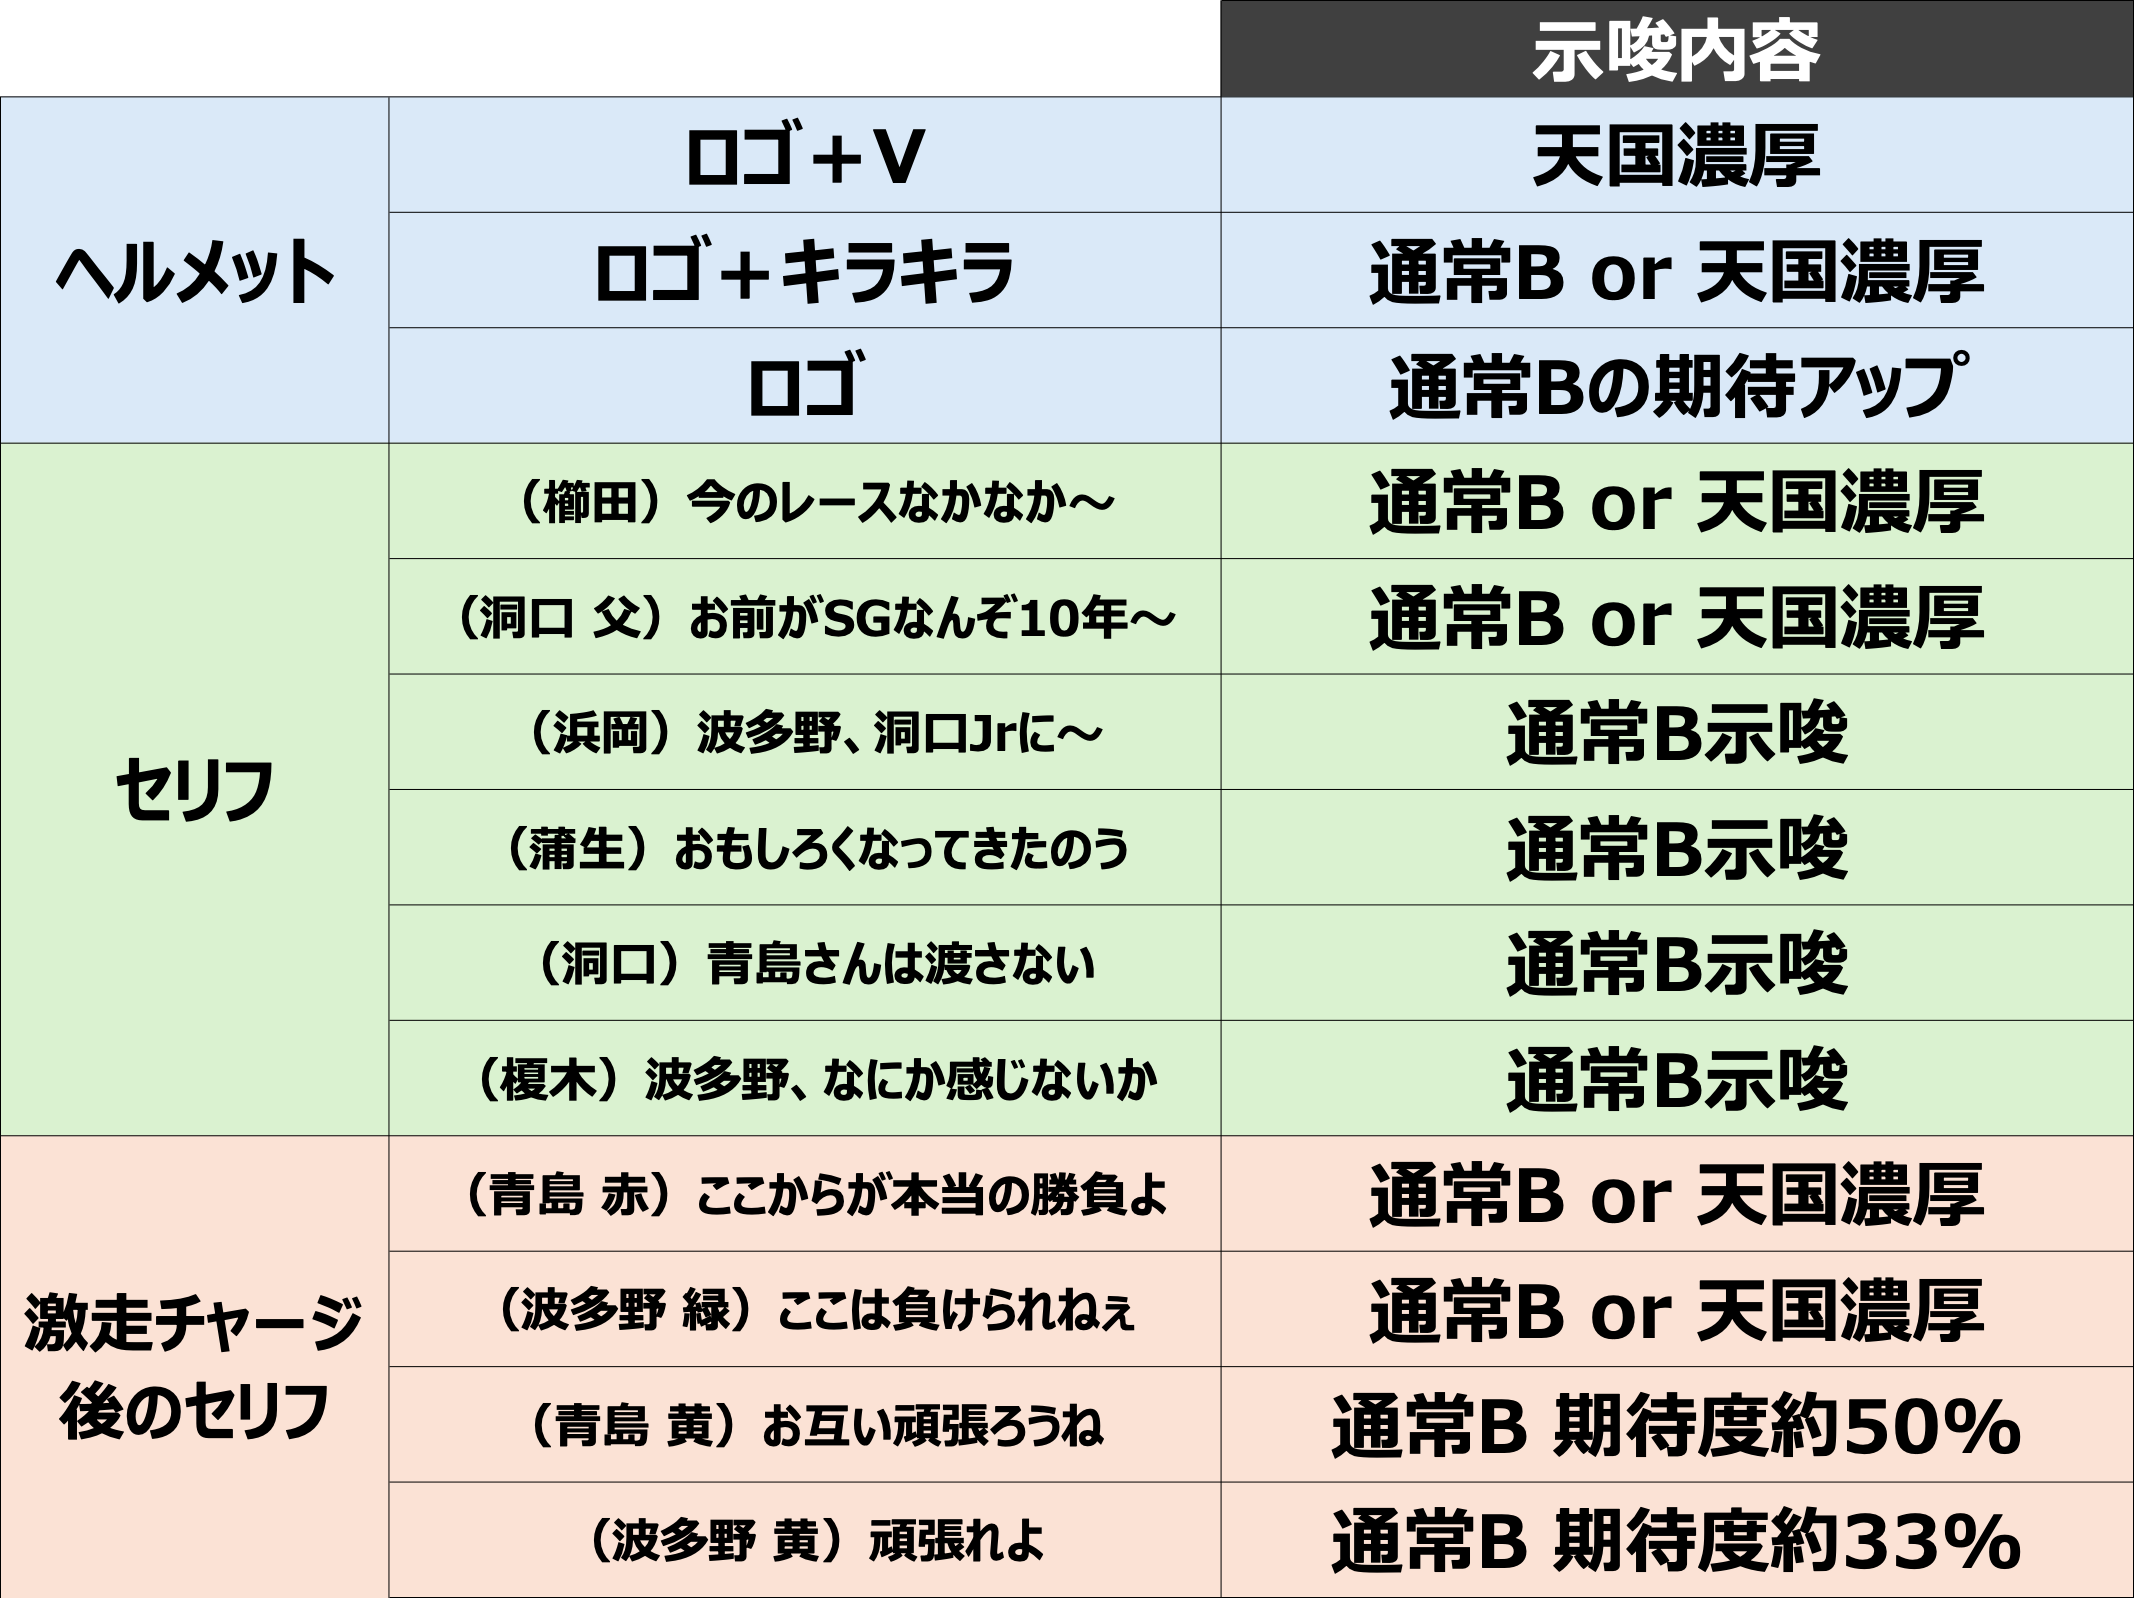 示唆内容
ヘルメット
ロゴ＋V 天国濃厚
ロゴ＋キラキラ 通常B or 天国濃厚
ロゴ 通常Bの期待アップ
セリフ
（櫛田）今のレースなかなか～ 通常B or 天国濃厚
（洞口 父）お前がSGなんぞ10年～ 通常B or 天国濃厚
（浜岡）波多野、洞口Jrに～ 通常B示唆
（蒲生）おもしろくなってきたのう 通常B示唆
（洞口）青島さんは渡さない 通常B示唆
（榎木）波多野、なにか感じないか 通常B示唆
激走チャージ
後のセリフ
（青島 赤）ここからが本当の勝負よ 通常B or 天国濃厚
（波多野 緑）ここは負けられねぇ 通常B or 天国濃厚
（青島 黄）お互い頑張ろうね 通常B 期待度約50%
（波多野 黄）頑張れよ 通常B 期待度約33%